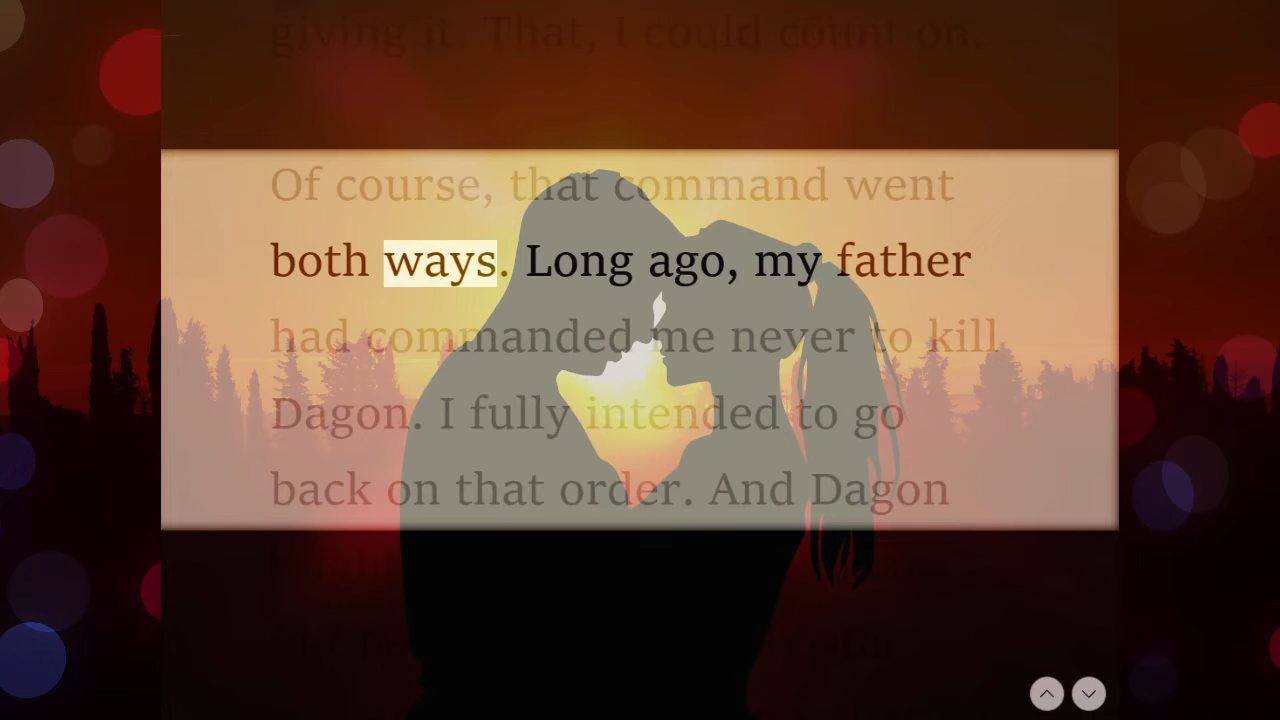 giving it. That, I could count on.
Of course, that command went
both ways. Long ago, my father
had commanded me never to kill
Dagon. I fully intended to go
back on that order. And Dagon